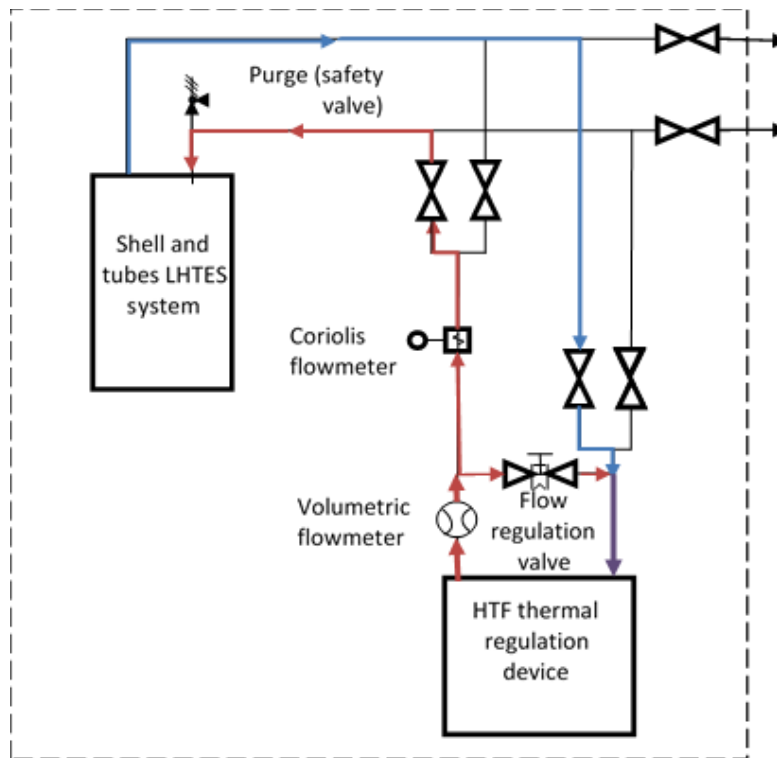 Purge (safety
valve)
Shell and
tubes LHTES
system
Coriolis
flowmeter
Volumetric
flowmeter
Flow
regulation
valve
HTF thermal
regulation
device